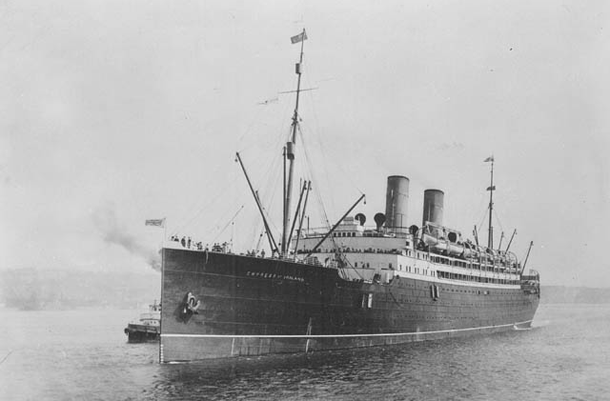 EMPRESS OF IRELAND